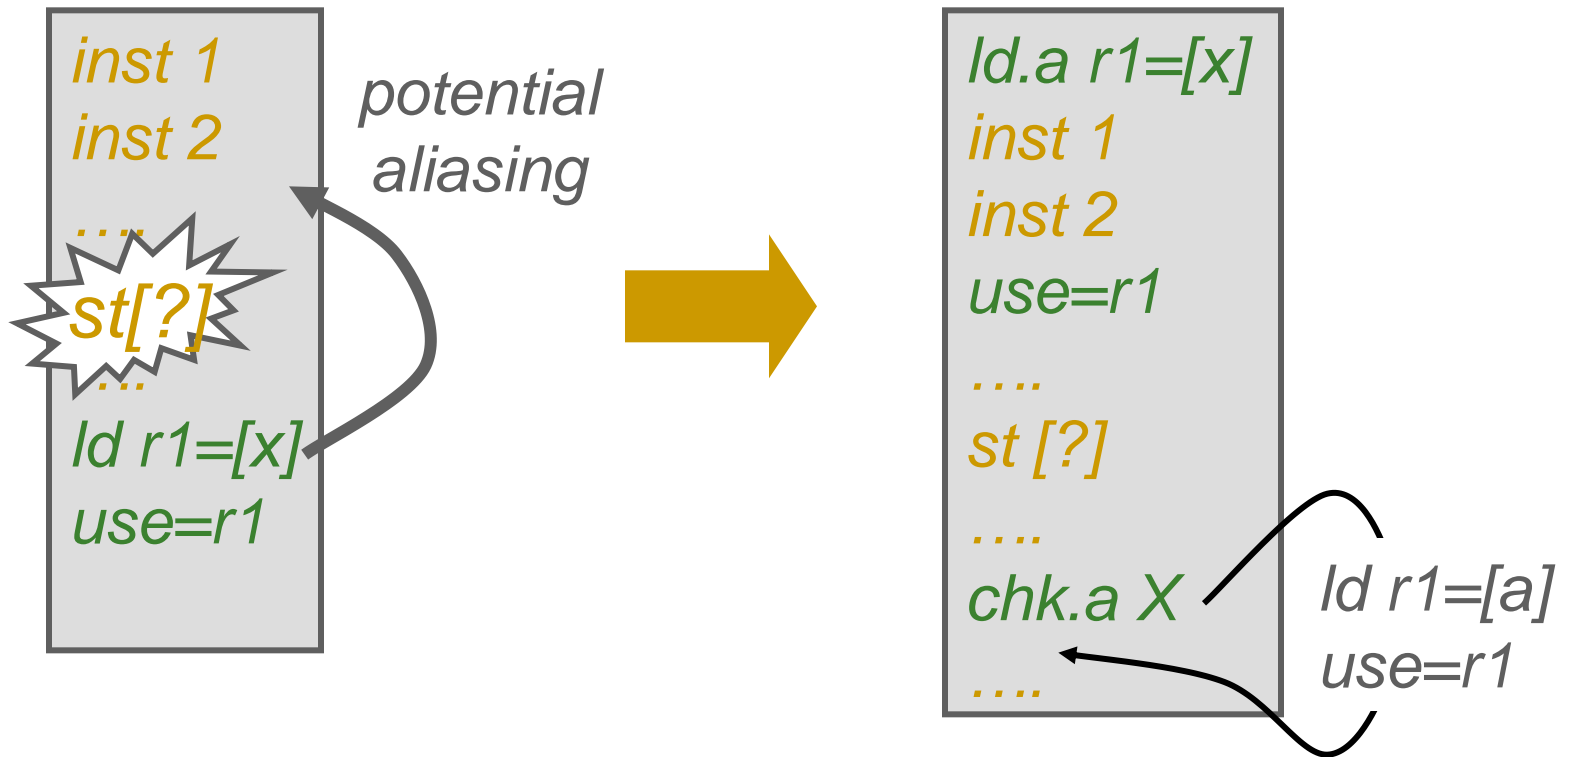 inst 1
inst 2
….
st[?]
….
ld r1=[x]
use=r1
potential
aliasing
ld.a r1=[x]
inst 1
inst 2
use=r1
….
st [?]
….
chk.a X
….
ld r1=[a]
use=r1